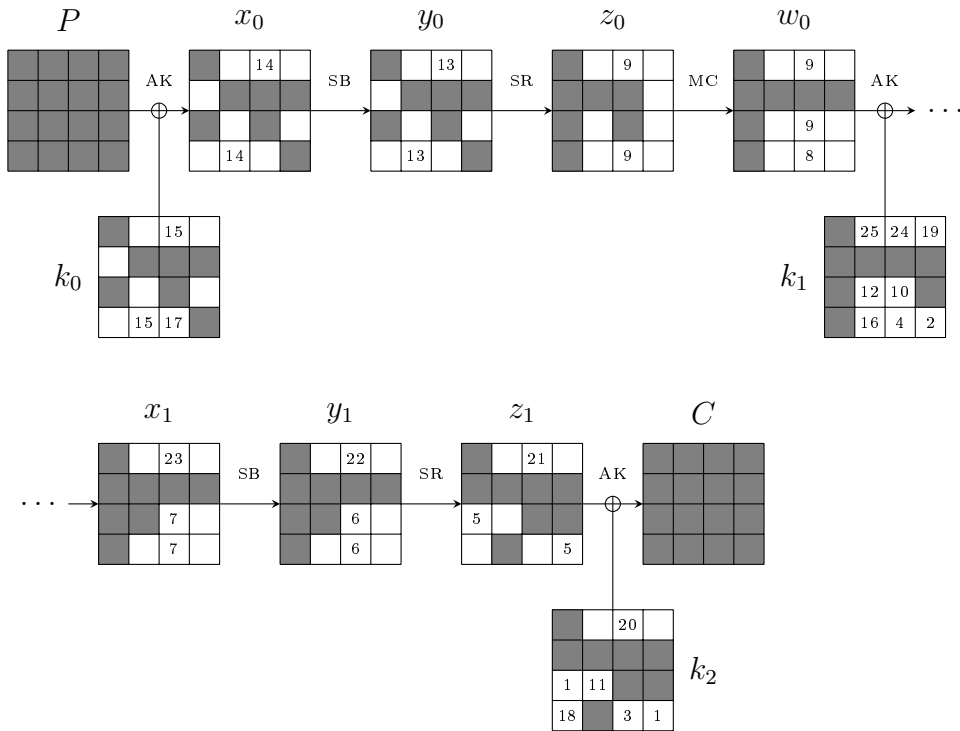 P x₀ y₀ z₀ w₀
AK SB SR MC AK
14 13 9 9
9
14 13 9 8
· · ·
k₀ k₁
15 25 24 19
12 10
15 17 16 4 2
x₁ y₁ z₁ C
SB SR AK
23 22 21
· · ·
7 6 5
7 6 5
k₂
20
1 11
18 3 1